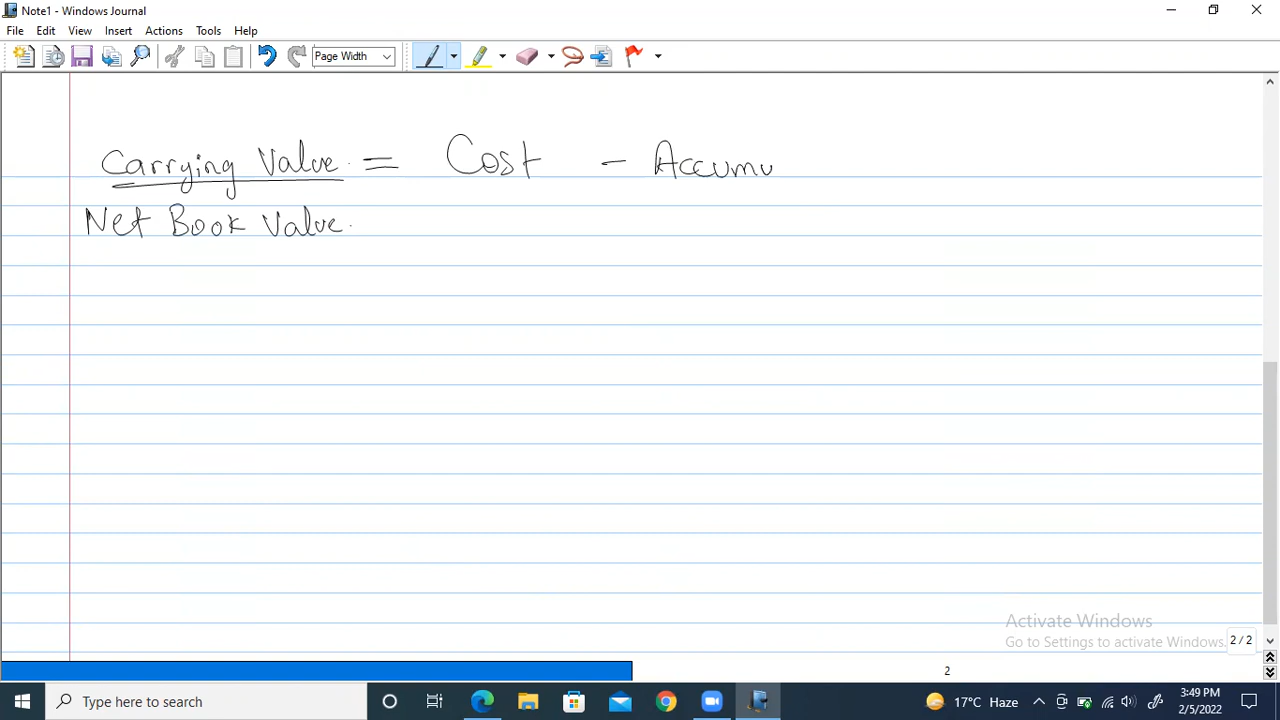 Note1 - Windows Journal
File Edit View Insert Actions Tools Help
Page Width
Carrying Value = Cost - Accumu
Net Book Value.
Activate Windows
Go to Settings to activate Windows.
2 / 2
2
Type here to search
17°C Haze
3:49 PM
2/5/2022